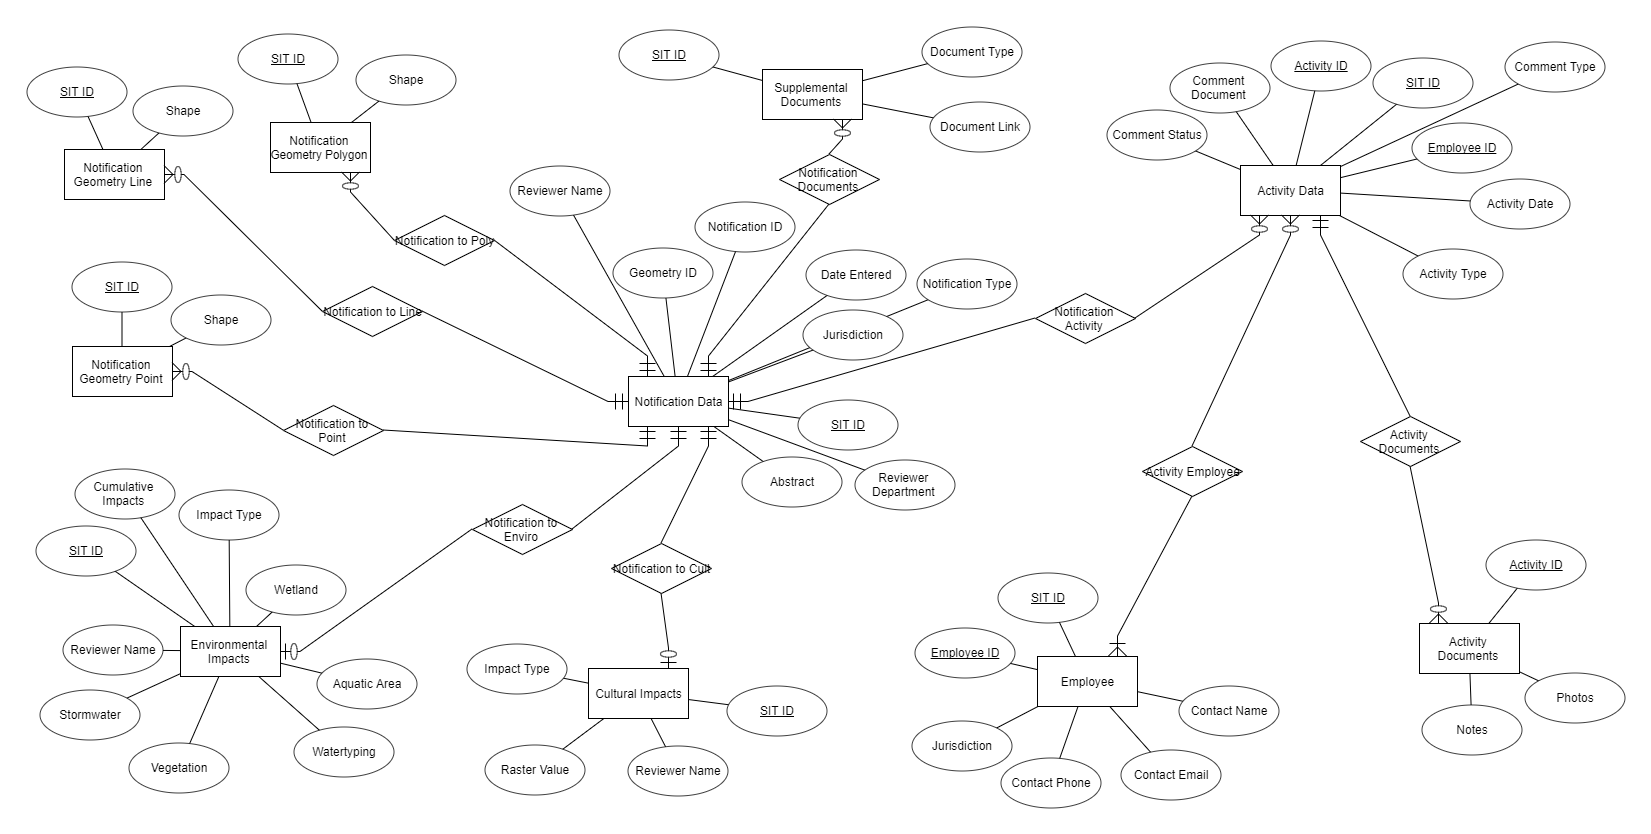 SIT ID
Shape
Notification
Geometry Line
SIT ID
Shape
Notification
Geometry Polygon
SIT ID
Document Type
Supplemental
Documents
Document Link
Notification
Documents
Comment Status
Comment
Document
Activity ID
SIT ID
Comment Type
Employee ID
Activity Data
Activity Date
Activity Type
Reviewer Name
Notification ID
Geometry ID
Date Entered
Notification Type
Jurisdiction
Notification to Poly
Notification to Line
SIT ID
Shape
Notification
Geometry Point
Notification to
Point
Notification Data
Notification
Activity
SIT ID
Abstract
Reviewer
Department
Activity Employee
Activity
Documents
Cumulative
Impacts
Impact Type
SIT ID
Wetland
Reviewer Name
Environmental
Impacts
Aquatic Area
Stormwater
Vegetation
Watertyping
Notification to
Enviro
Notification to Cult
Impact Type
Cultural Impacts
SIT ID
Raster Value
Reviewer Name
SIT ID
Employee ID
Employee
Contact Name
Jurisdiction
Contact Phone
Contact Email
Activity ID
Activity
Documents
Photos
Notes